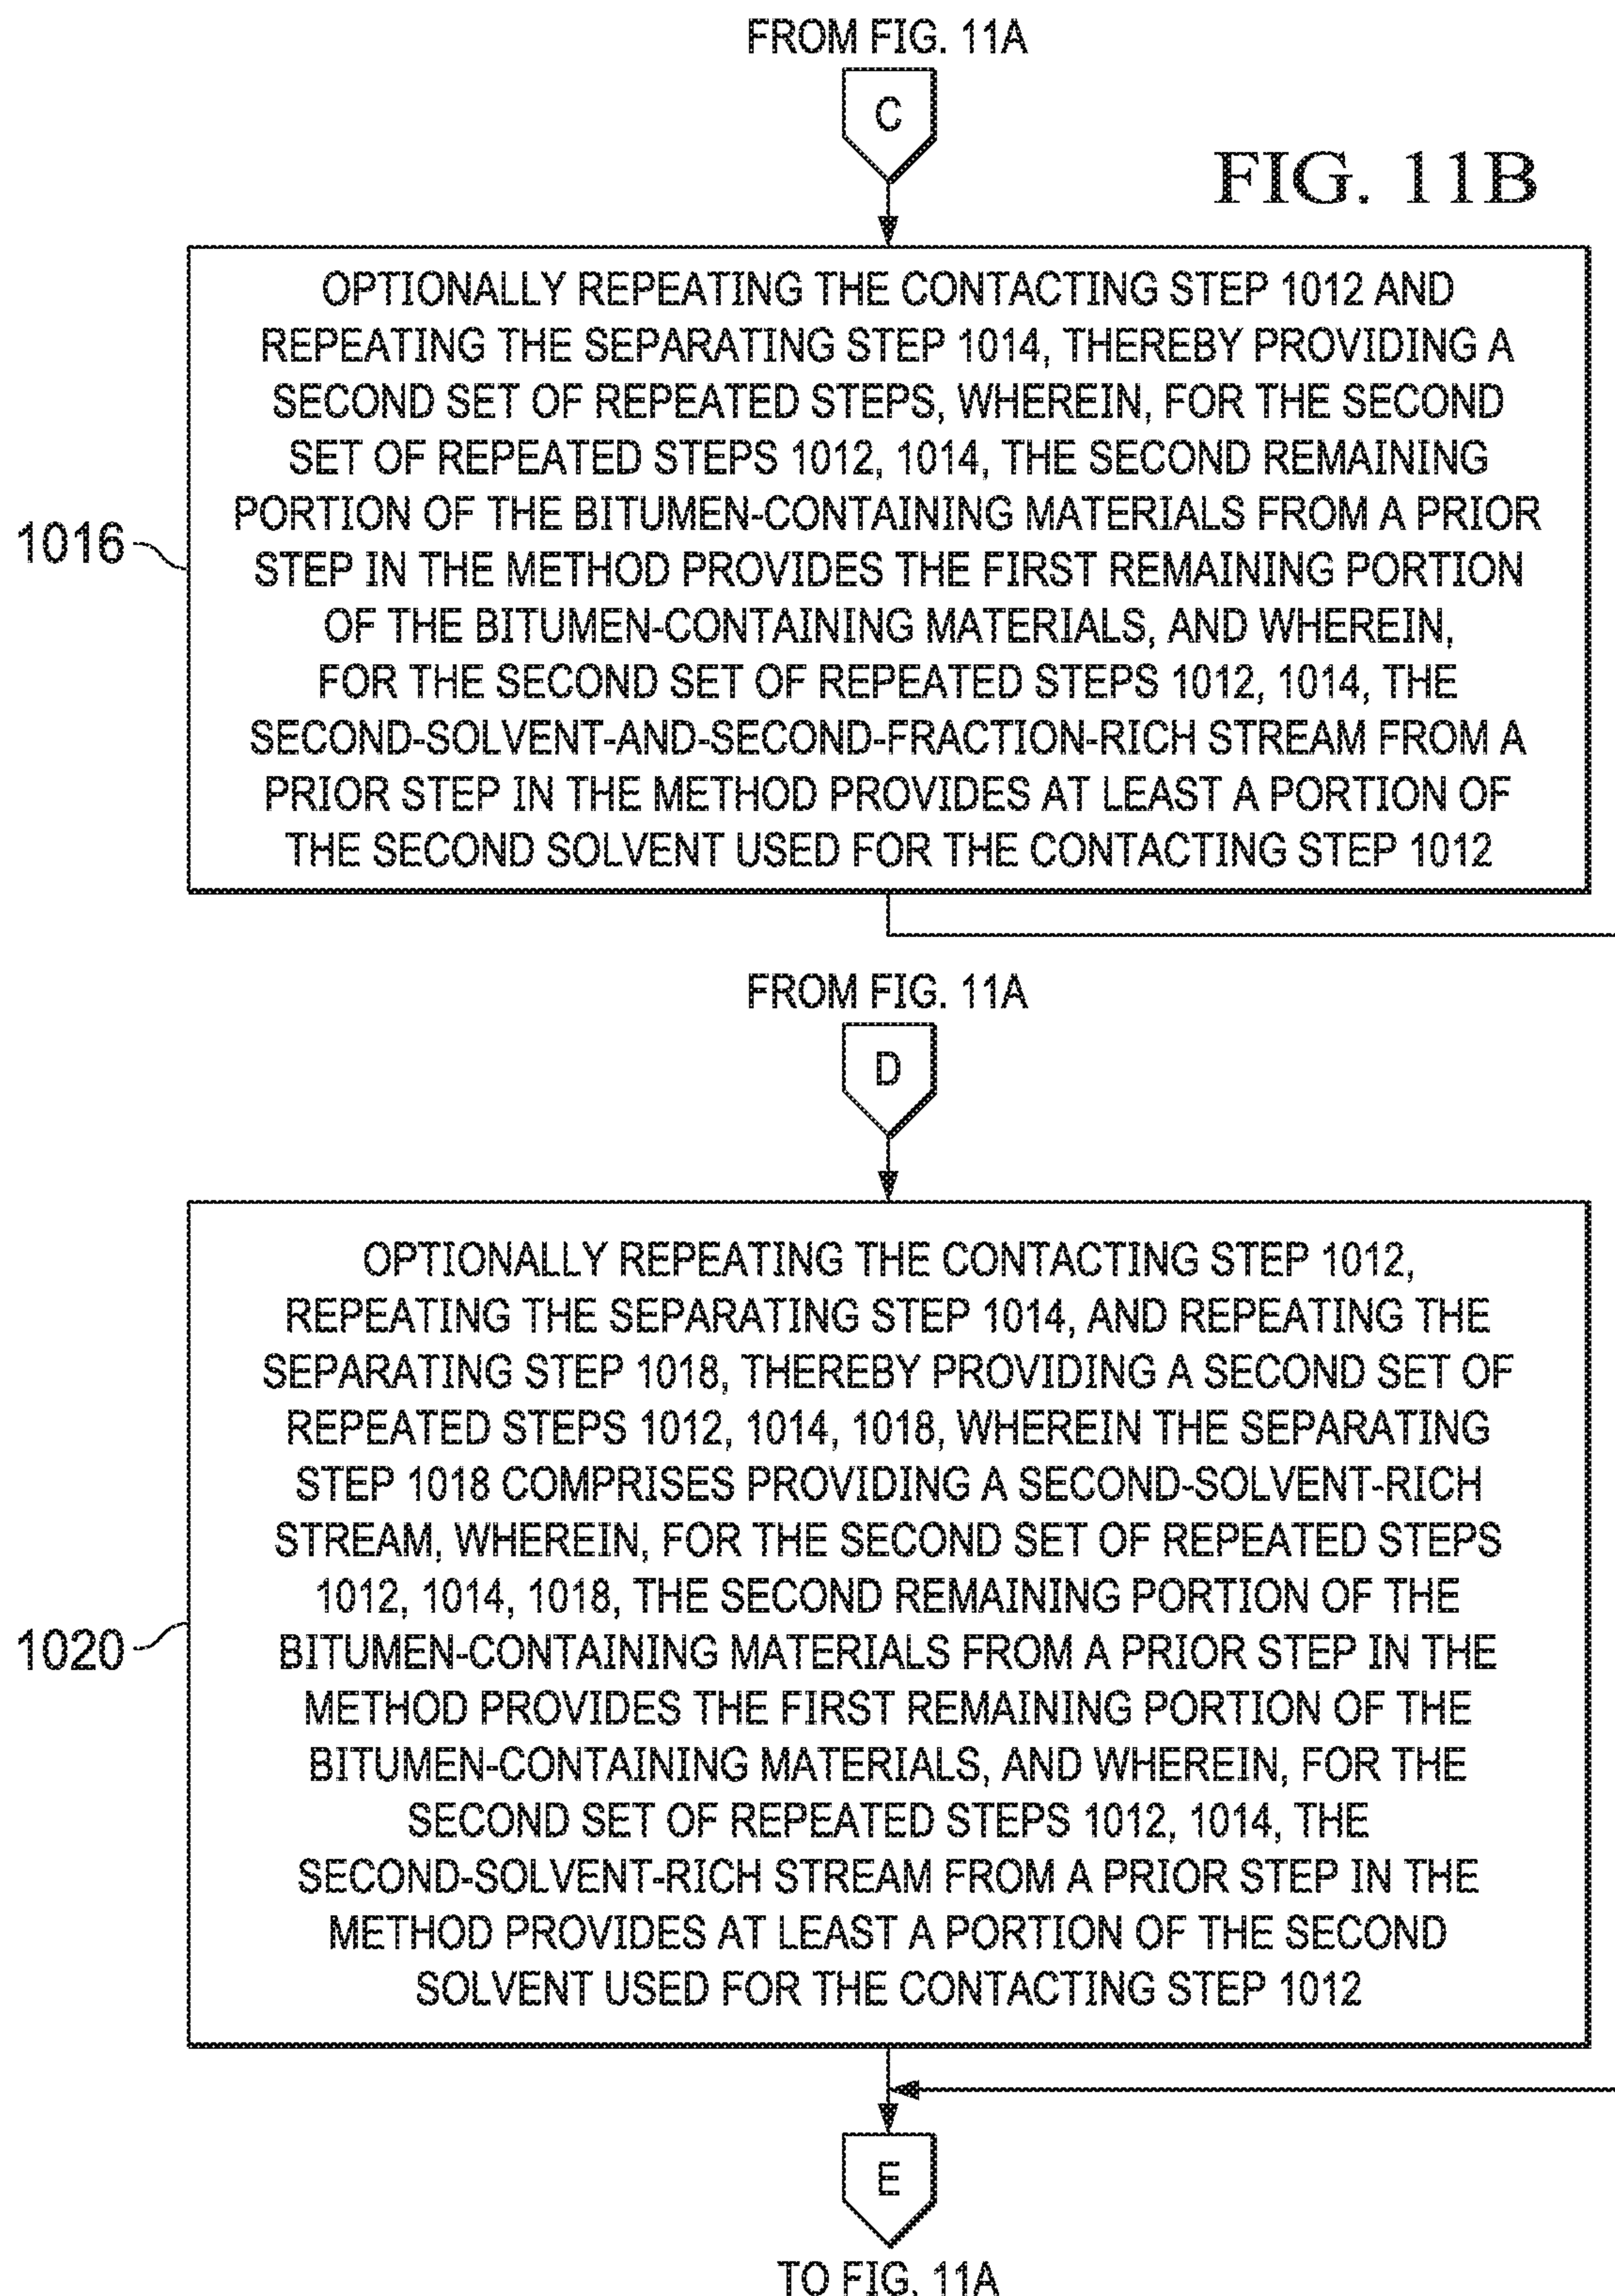 FROM FIG. 11A
C
FIG. 11B
OPTIONALLY REPEATING THE CONTACTING STEP 1012 AND
REPEATING THE SEPARATING STEP 1014, THEREBY PROVIDING A
SECOND SET OF REPEATED STEPS, WHEREIN, FOR THE SECOND
SET OF REPEATED STEPS 1012, 1014, THE SECOND REMAINING
PORTION OF THE BITUMEN-CONTAINING MATERIALS FROM A PRIOR
STEP IN THE METHOD PROVIDES THE FIRST REMAINING PORTION
OF THE BITUMEN-CONTAINING MATERIALS, AND WHEREIN,
FOR THE SECOND SET OF REPEATED STEPS 1012, 1014, THE
SECOND-SOLVENT-AND-SECOND-FRACTION-RICH STREAM FROM A
PRIOR STEP IN THE METHOD PROVIDES AT LEAST A PORTION OF
THE SECOND SOLVENT USED FOR THE CONTACTING STEP 1012
1016
FROM FIG. 11A
D
OPTIONALLY REPEATING THE CONTACTING STEP 1012,
REPEATING THE SEPARATING STEP 1014, AND REPEATING THE
SEPARATING STEP 1018, THEREBY PROVIDING A SECOND SET OF
REPEATED STEPS 1012, 1014, 1018, WHEREIN THE SEPARATING
STEP 1018 COMPRISES PROVIDING A SECOND-SOLVENT-RICH
STREAM, WHEREIN, FOR THE SECOND SET OF REPEATED STEPS
1012, 1014, 1018, THE SECOND REMAINING PORTION OF THE
BITUMEN-CONTAINING MATERIALS FROM A PRIOR STEP IN THE
METHOD PROVIDES THE FIRST REMAINING PORTION OF THE
BITUMEN-CONTAINING MATERIALS, AND WHEREIN, FOR THE
SECOND SET OF REPEATED STEPS 1012, 1014, THE
SECOND-SOLVENT-RICH STREAM FROM A PRIOR STEP IN THE
METHOD PROVIDES AT LEAST A PORTION OF THE SECOND
SOLVENT USED FOR THE CONTACTING STEP 1012
1020
E
TO FIG. 11A